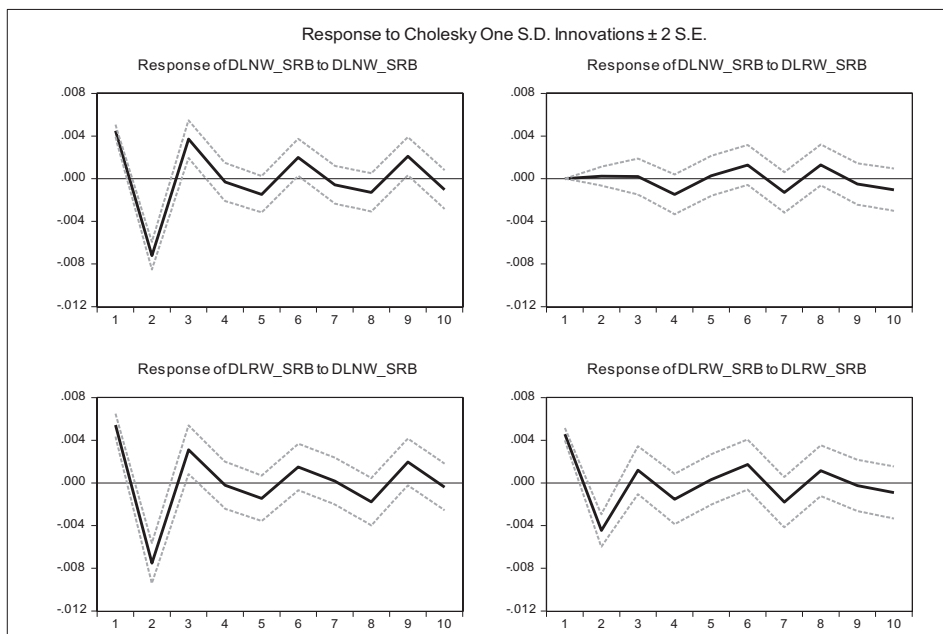 Response to Cholesky One S.D. Innovations ± 2 S.E.
Response of DLNW_SRB to DLNW_SRB
.008
.004
.000
-.004
-.008
-.012
1 2 3 4 5 6 7 8 9 10
Response of DLNW_SRB to DLRW_SRB
.008
.004
.000
-.004
-.008
-.012
1 2 3 4 5 6 7 8 9 10
Response of DLRW_SRB to DLNW_SRB
.008
.004
.000
-.004
-.008
-.012
1 2 3 4 5 6 7 8 9 10
Response of DLRW_SRB to DLRW_SRB
.008
.004
.000
-.004
-.008
-.012
1 2 3 4 5 6 7 8 9 10